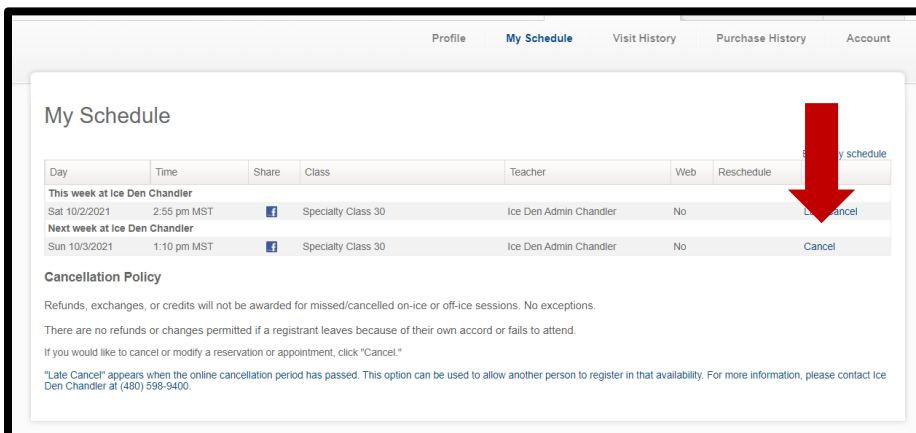 Profile My Schedule Visit History Purchase History Account
My Schedule
schedule
Day Time Share Class Teacher Web Reschedule
This week at Ice Den Chandler
Sat 10/2/2021 2:55 pm MST Specialty Class 30 Ice Den Admin Chandler No Late Cancel
Next week at Ice Den Chandler
Sun 10/3/2021 1:10 pm MST Specialty Class 30 Ice Den Admin Chandler No Cancel
Cancellation Policy
Refunds, exchanges, or credits will not be awarded for missed/cancelled on-ice or off-ice sessions. No exceptions.
There are no refunds or changes permitted if a registrant leaves because of their own accord or fails to attend.
If you would like to cancel or modify a reservation or appointment, click "Cancel."
"Late Cancel" appears when the online cancellation period has passed. This option can be used to allow another person to register in that availability. For more information, please contact Ice
Den Chandler at (480) 598-9400.